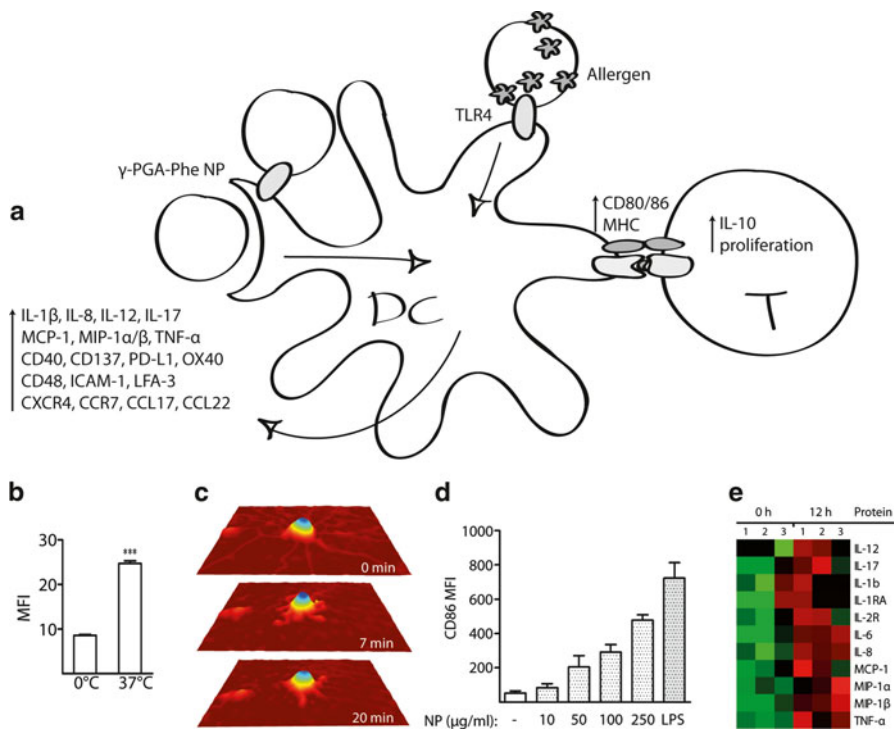 a
γ-PGA-Phe NP
TLR4
Allergen
CD80/86
MHC
IL-10
proliferation
DC
T
IL-1β, IL-8, IL-12, IL-17
MCP-1, MIP-1α/β, TNF-α
CD40, CD137, PD-L1, OX40
CD48, ICAM-1, LFA-3
CXCR4, CCR7, CCL17, CCL22
b
MFI
30
20
10
***
0°C 37°C
c
0 min
7 min
20 min
d
CD86 MFI
1000
800
600
400
200
NP (μg/ml): - 10 50 100 250 LPS
e
0 h 12 h Protein
1 2 3 1 2 3
IL-12
IL-17
IL-1b
IL-1RA
IL-2R
IL-6
IL-8
MCP-1
MIP-1α
MIP-1β
TNF-α